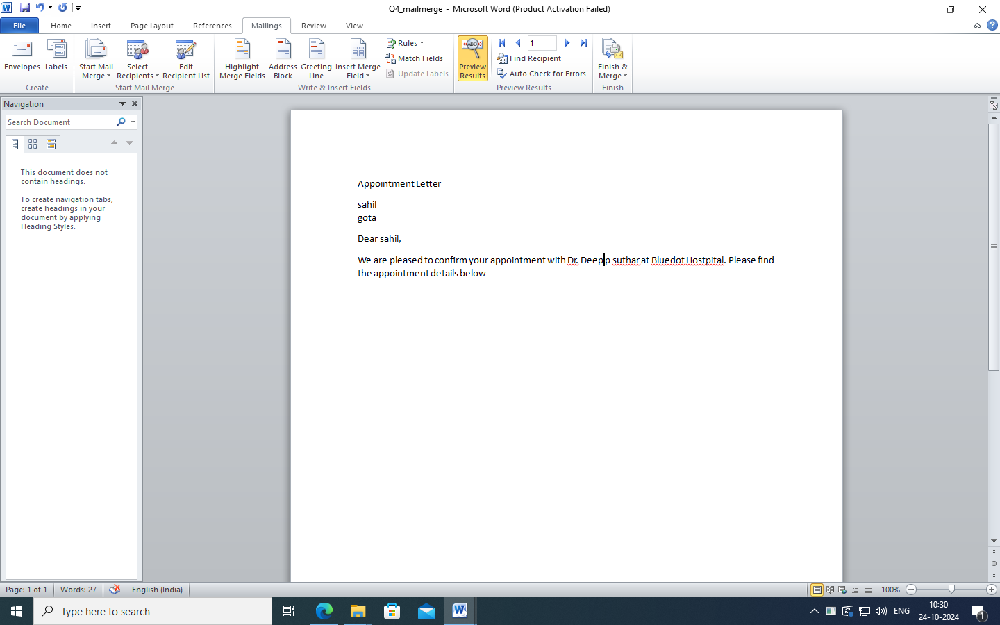 Q4_mailmerge - Microsoft Word (Product Activation Failed)
File Home Insert Page Layout References Mailings Review View
Envelopes
Labels
Create
Start Mail Merge
Select Recipients
Edit Recipient List
Start Mail Merge
Highlight Merge Fields
Address Block
Greeting Line
Insert Merge Field
Rules
Match Fields
Update Labels
Write & Insert Fields
ABC
Preview Results
1
Find Recipient
Auto Check for Errors
Preview Results
Finish & Merge
Finish
Navigation
Search Document
This document does not
contain headings.
To create navigation tabs,
create headings in your
document by applying
Heading Styles.
Appointment Letter
sahil
gota
Dear sahil,
We are pleased to confirm your appointment with Dr. Deepp suthar at Bluedot Hostpital. Please find
the appointment details below
Page: 1 of 1 Words: 27 English (India) 100%
Type here to search
ENG
10:30
24-10-2024
1